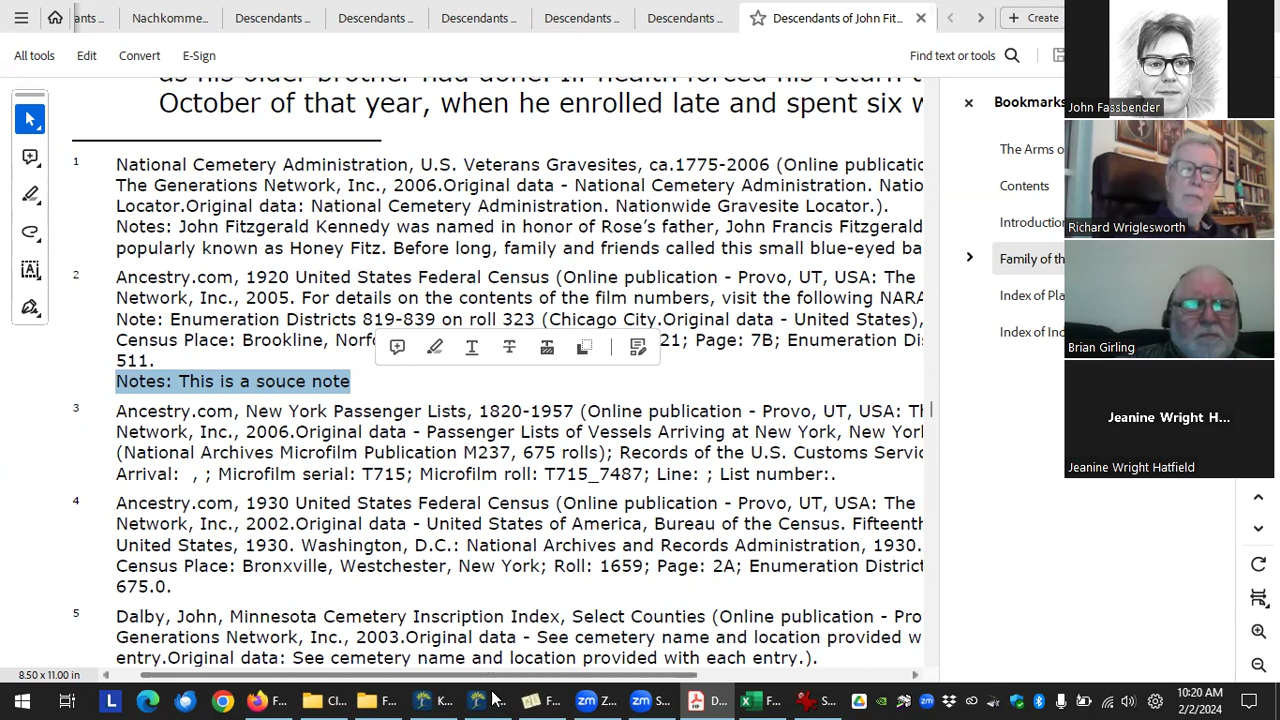 ants ...
Nachkomme...
Descendants ...
Descendants ...
Descendants ...
Descendants ...
Descendants ...
Descendants of John Fit...
Create
All tools
Edit
Convert
E-Sign
Find text or tools
October of that year, when he enrolled late and spent six w
1
National Cemetery Administration, U.S. Veterans Gravesites, ca.1775-2006 (Online publicatio
The Generations Network, Inc., 2006.Original data - National Cemetery Administration. Natio
Locator.Original data: National Cemetery Administration. Nationwide Gravesite Locator.).
Notes: John Fitzgerald Kennedy was named in honor of Rose's father, John Francis Fitzgerald
popularly known as Honey Fitz. Before long, family and friends called this small blue-eyed ba
2
Ancestry.com, 1920 United States Federal Census (Online publication - Provo, UT, USA: The
Network, Inc., 2005. For details on the contents of the film numbers, visit the following NARA
Note: Enumeration Districts 819-839 on roll 323 (Chicago City.Original data - United States),
Census Place: Brookline, Norfo 21; Page: 7B; Enumeration Dis
511.
Notes: This is a souce note
3
Ancestry.com, New York Passenger Lists, 1820-1957 (Online publication - Provo, UT, USA: Th
Network, Inc., 2006.Original data - Passenger Lists of Vessels Arriving at New York, New York
(National Archives Microfilm Publication M237, 675 rolls); Records of the U.S. Customs Servic
Arrival: , ; Microfilm serial: T715; Microfilm roll: T715_7487; Line: ; List number:.
4
Ancestry.com, 1930 United States Federal Census (Online publication - Provo, UT, USA: The
Network, Inc., 2002.Original data - United States of America, Bureau of the Census. Fifteenth
United States, 1930. Washington, D.C.: National Archives and Records Administration, 1930.
Census Place: Bronxville, Westchester, New York; Roll: 1659; Page: 2A; Enumeration District
675.0.
5
Dalby, John, Minnesota Cemetery Inscription Index, Select Counties (Online publication - Pro
Generations Network, Inc., 2003.Original data - See cemetery name and location provided w
entry.Original data: See cemetery name and location provided with each entry.).
8.50 x 11.00 in
Bookmarks
The Arms o
Contents
Introduction
Family of th
Index of Pla
Index of Ind
John Fassbender
Richard Wriglesworth
Brian Girling
Jeanine Wright H...
Jeanine Wright Hatfield
L
F...
Cl...
F...
K...
F...
zm Z...
zm S...
D...
F...
S...
zm
10:20 AM
2/2/2024